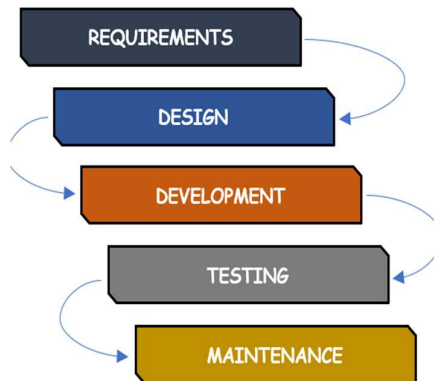 REQUIREMENTS
DESIGN
DEVELOPMENT
TESTING
MAINTENANCE